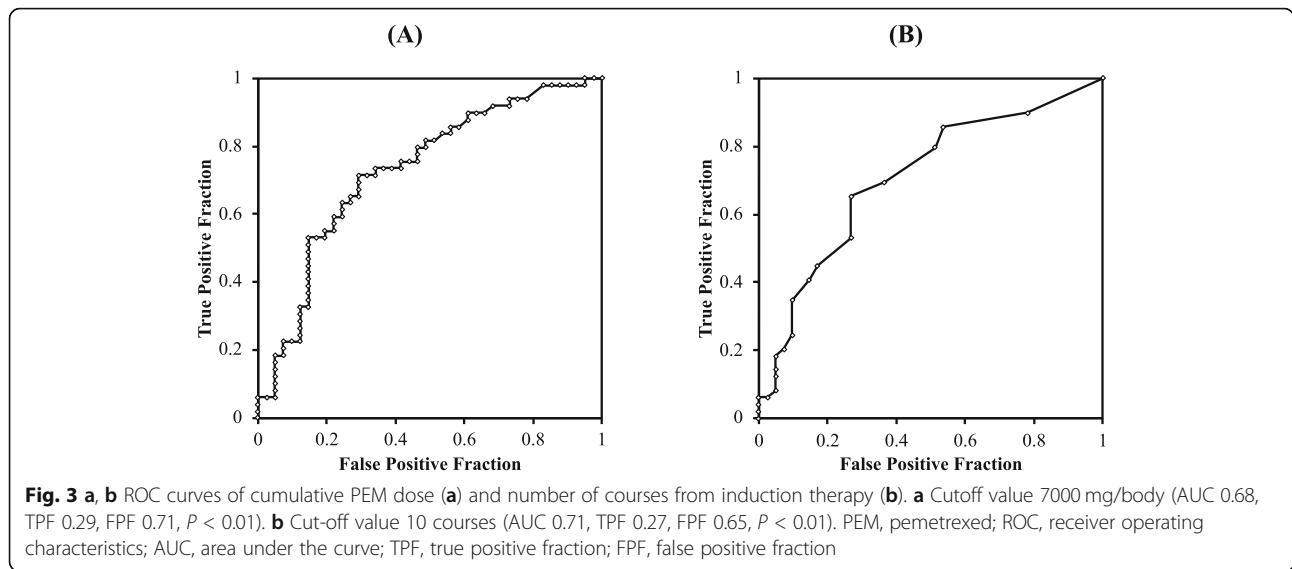 (A)
(B)
1
0.8
0.6
0.4
0.2
0
True Positive Fraction
0 0.2 0.4 0.6 0.8 1
False Positive Fraction
1
0.8
0.6
0.4
0.2
0
True Positive Fraction
0 0.2 0.4 0.6 0.8 1
False Positive Fraction
Fig. 3 a, b ROC curves of cumulative PEM dose (a) and number of courses from induction therapy (b). a Cutoff value 7000 mg/body (AUC 0.68,
TPF 0.29, FPF 0.71, P < 0.01). b Cut-off value 10 courses (AUC 0.71, TPF 0.27, FPF 0.65, P < 0.01). PEM, pemetrexed; ROC, receiver operating
characteristics; AUC, area under the curve; TPF, true positive fraction; FPF, false positive fraction